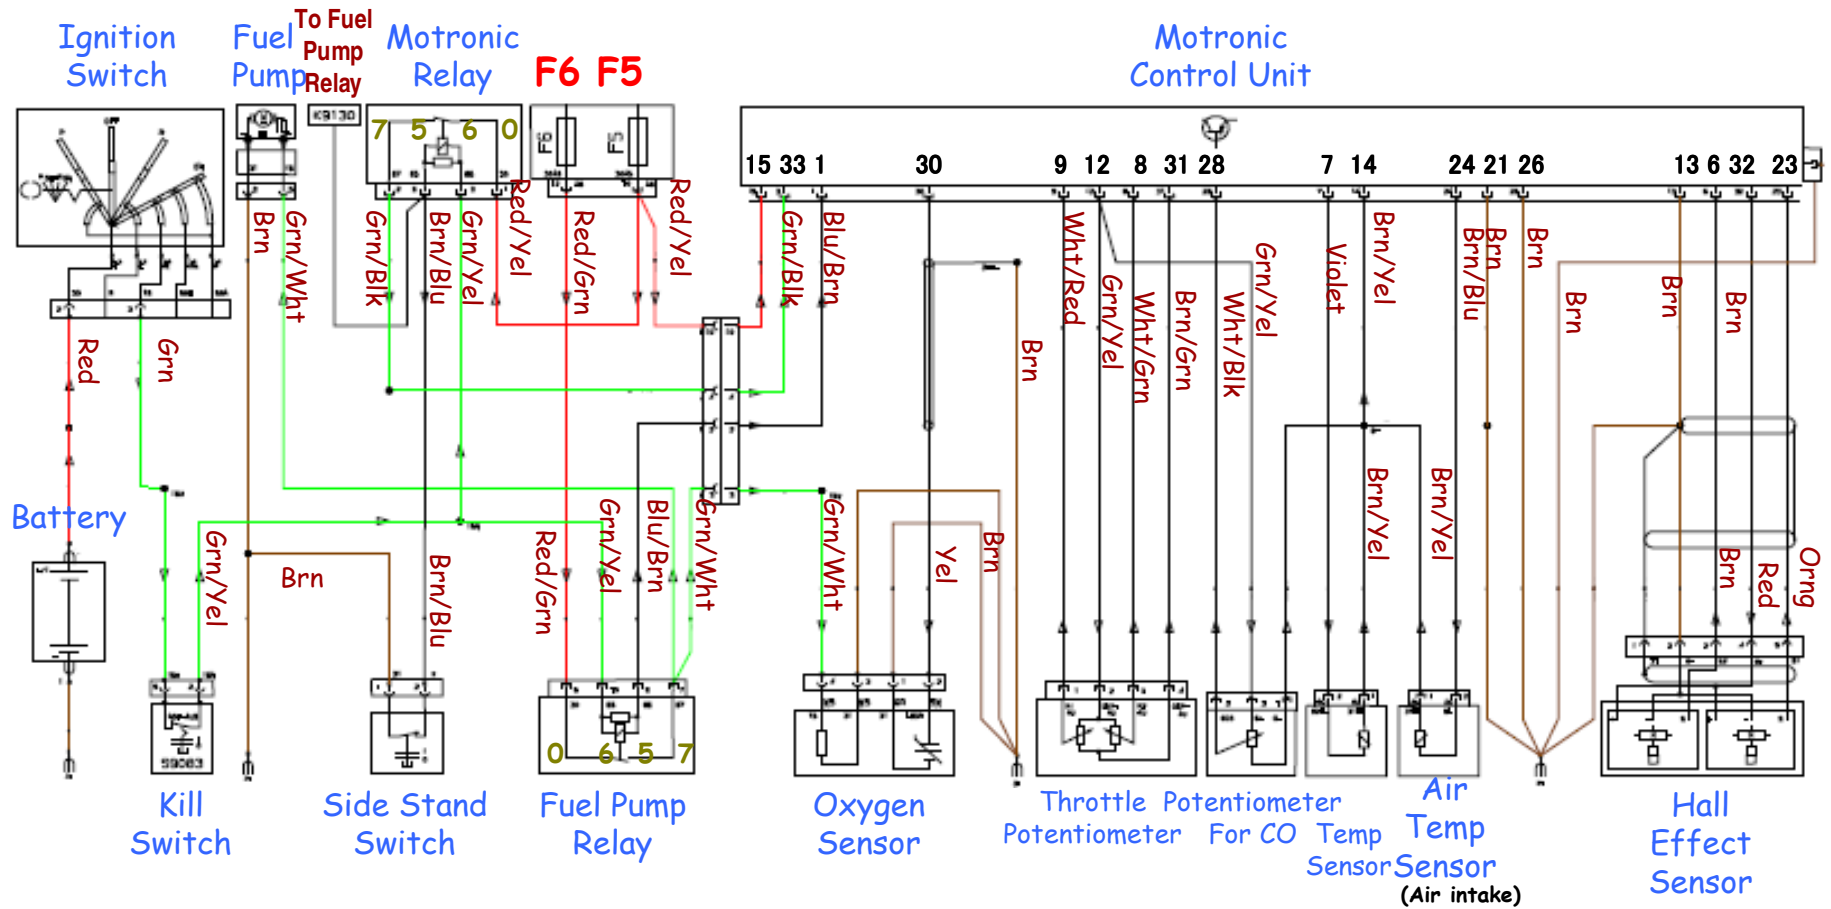 Ignition
Switch
Fuel
Pump
To Fuel
Pump
Relay
Motronic
Relay
F6 F5
Motronic
Control Unit
K9130
7 5 6 0
F6
F5
15 33 1 30 9 12 8 31 28 7 14 24 21 26 13 6 32 23
Brn
Grn/Wht
Grn/Blk
Brn/Blu
Grn/Yel
Red/Yel
Red/Grn
Red/Yel
Grn/Blk
Blu/Brn
Wht/Red
Grn/Yel
Wht/Grn
Brn/Grn
Wht/Blk
Grn/Yel
Violet
Brn/Yel
Brn/Blu
Brn
Brn
Brn
Brn
Brn
Red
Grn
Brn
Battery
Grn/Yel
Brn
Brn/Blu
Red/Grn
Grn/Yel
Blu/Brn
Grn/Wht
Grn/Wht
Yel
Brn
Brn/Yel
Brn/Yel
Brn
Red
Orng
S9083
0 6 5 7
Kill
Switch
Side Stand
Switch
Fuel Pump
Relay
Oxygen
Sensor
Throttle
Potentiometer
Potentiometer
For CO
Temp
Sensor
Air
Temp
Sensor
(Air intake)
Hall
Effect
Sensor